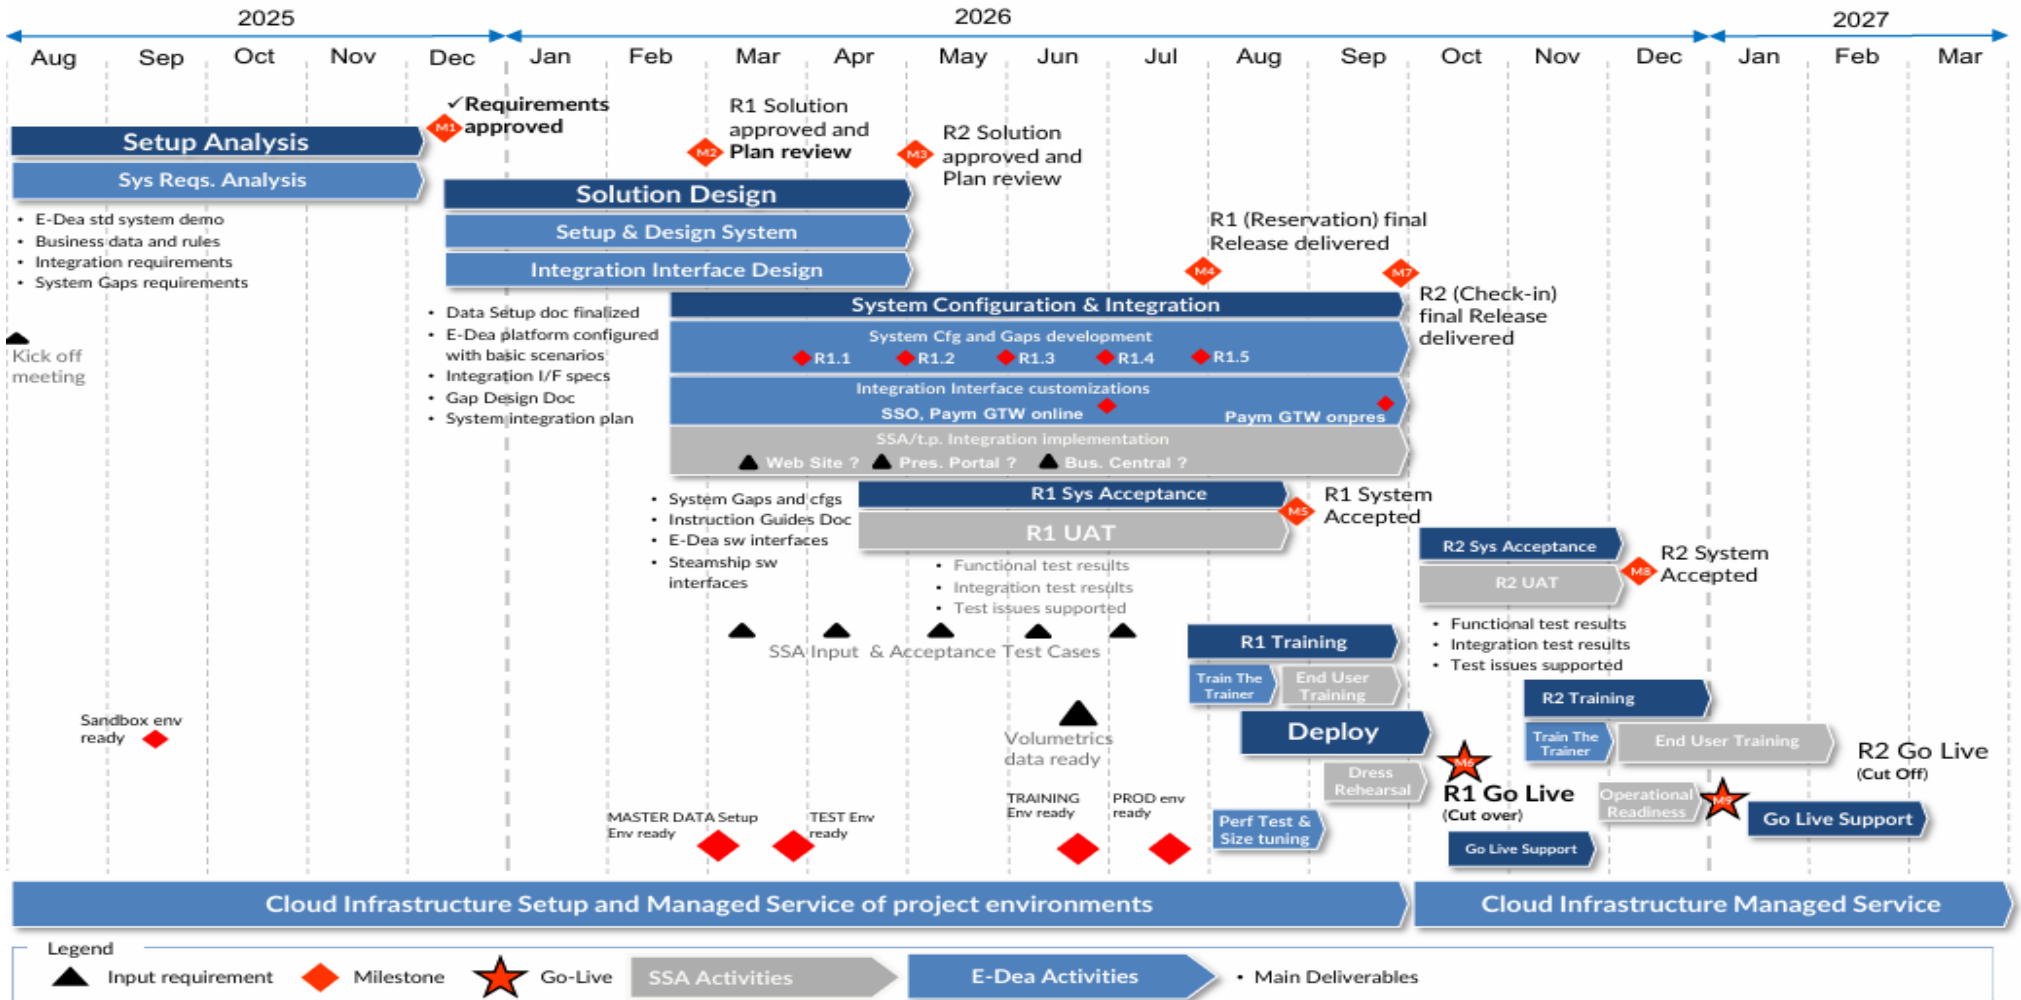 2025
2026
2027
Aug
Sep
Oct
Nov
Dec
Jan
Feb
Mar
Apr
May
Jun
Jul
Aug
Sep
Oct
Nov
Dec
Jan
Feb
Mar
✓Requirements
approved
M1
R1 Solution
approved and
Plan review
M2
R2 Solution
approved and
Plan review
M3
Setup Analysis
Sys Reqs. Analysis
• E-Dea std system demo
• Business data and rules
• Integration requirements
• System Gaps requirements
Solution Design
Setup & Design System
Integration Interface Design
R1 (Reservation) final
Release delivered
M4
M7
R2 (Check-in)
final Release
delivered
Kick off
meeting
• Data Setup doc finalized
• E-Dea platform configured
with basic scenarios
• Integration I/F specs
• Gap Design Doc
• System integration plan
System Configuration & Integration
System Cfg and Gaps development
R1.1
R1.2
R1.3
R1.4
R1.5
Integration Interface customizations
SSO, Paym GTW online
Paym GTW onpres
SSA/t.p. Integration implementation
Web Site ?
Pres. Portal ?
Bus. Central ?
• System Gaps and cfgs
• Instruction Guides Doc
• E-Dea sw interfaces
• Steamship sw
interfaces
R1 Sys Acceptance
R1 UAT
M5
R1 System
Accepted
• Functional test results
• Integration test results
• Test issues supported
R2 Sys Acceptance
R2 UAT
M8
R2 System
Accepted
• Functional test results
• Integration test results
• Test issues supported
SSA Input & Acceptance Test Cases
R1 Training
Train The
Trainer
End User
Training
R2 Training
Train The
Trainer
End User Training
Sandbox env
ready
Volumetrics
data ready
Deploy
Dress
Rehearsal
M6
R1 Go Live
(Cut over)
Go Live Support
Operational
Readiness
M9
R2 Go Live
(Cut Off)
Go Live Support
MASTER DATA Setup
Env ready
TEST Env
ready
TRAINING
Env ready
PROD env
ready
Perf Test &
Size tuning
Cloud Infrastructure Setup and Managed Service of project environments
Cloud Infrastructure Managed Service
Legend
Input requirement
Milestone
Go-Live
SSA Activities
E-Dea Activities
• Main Deliverables